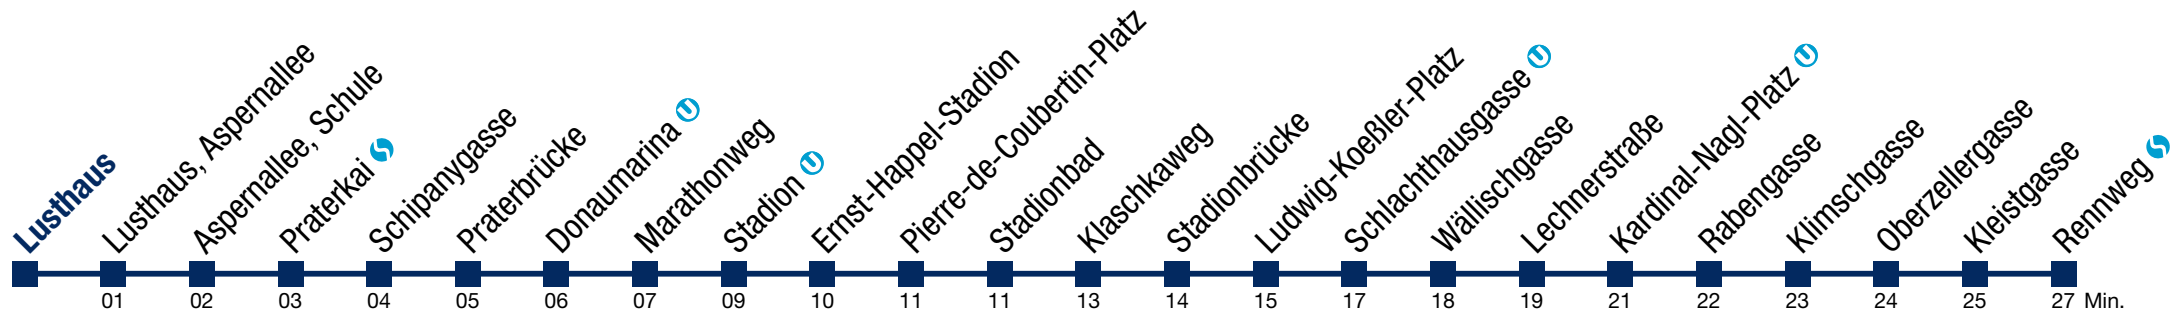 Lusthaus
Lusthaus, Aspernallee
Aspernallee, Schule
Praterkai
Schipanygasse
Praterbrücke
Donaumarina U
Marathonweg
Stadion U
Ernst-Happel-Stadion
Pierre-de-Coubertin-Platz
Stadionbad
Klaschkaweg
Stadionbrücke
Ludwig-Koeßler-Platz
Schlachthausgasse U
Wällischgasse
Lechnerstraße
Kardinal-Nagl-Platz U
Rabengasse
Klimschgasse
Oberzellergasse
Kleistgasse
Rennweg
01 02 03 04 05 06 07 09 10 11 11 13 14 15 17 18 19 21 22 23 24 25 27 Min.